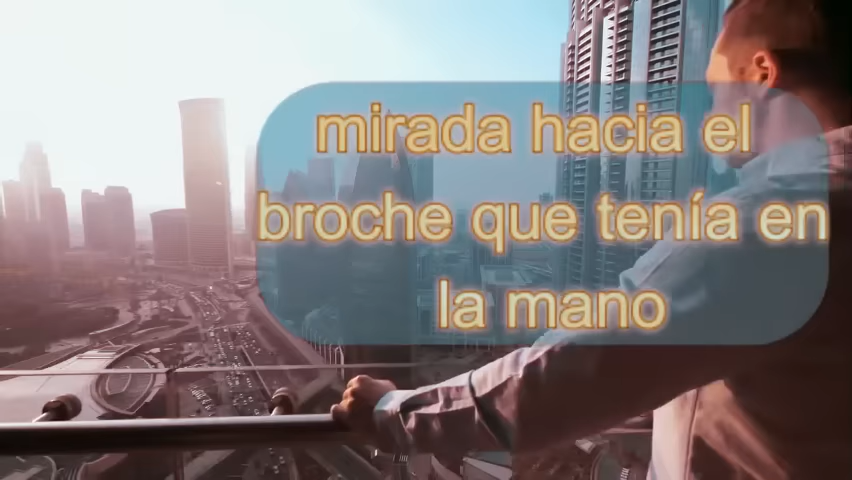 mirada hacia el
broche que tenía en
la mano